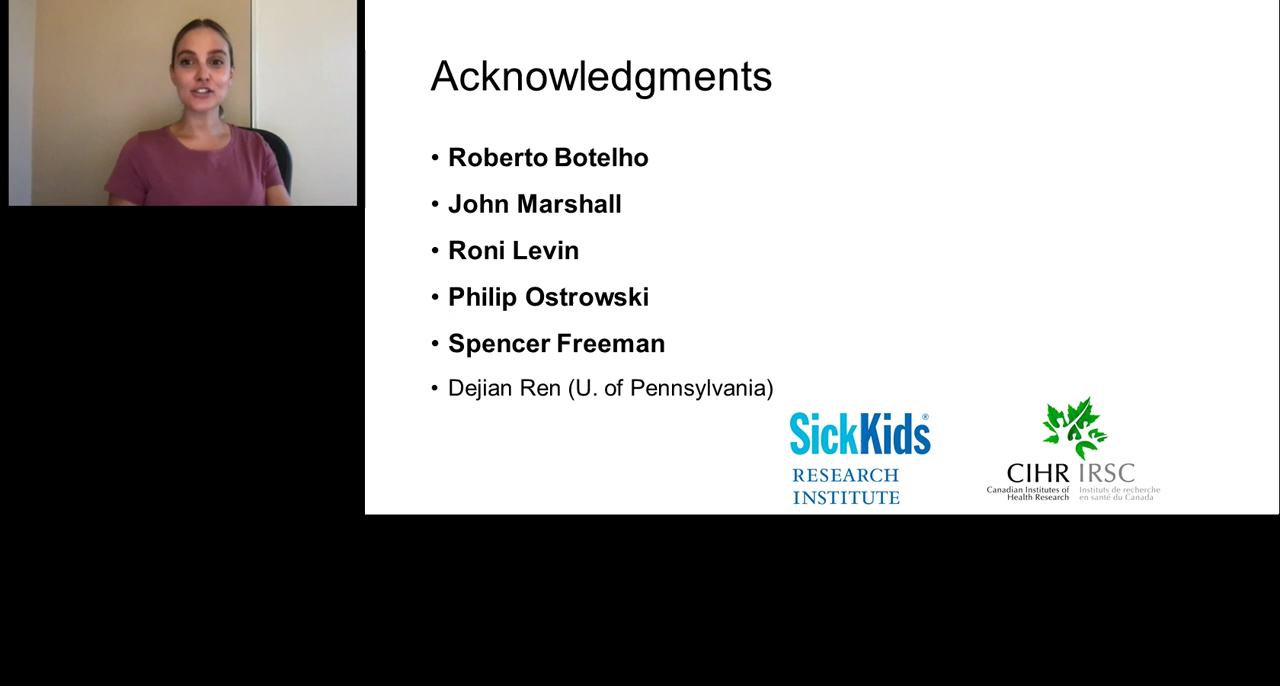 Acknowledgments
• Roberto Botelho
• John Marshall
• Roni Levin
• Philip Ostrowski
• Spencer Freeman
• Dejian Ren (U. of Pennsylvania)
SickKids®
RESEARCH
INSTITUTE
CIHR IRSC
Canadian Institutes of Instituts de recherche
Health Research en santé du Canada